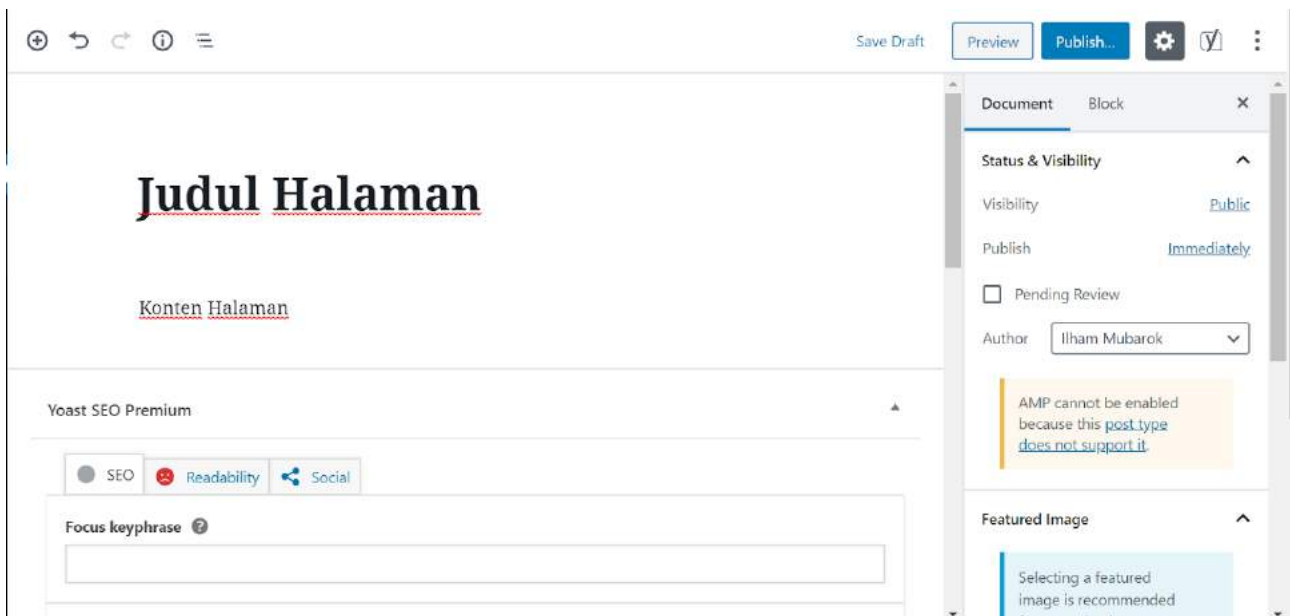 Save Draft
Preview
Publish...
Document
Block
Status & Visibility
Visibility
Public
Publish
Immediately
Pending Review
Author
Ilham Mubarok
AMP cannot be enabled
because this post type
does not support it.
Featured Image
Selecting a featured
image is recommended
Judul Halaman
Konten Halaman
Yoast SEO Premium
SEO
Readability
Social
Focus keyphrase